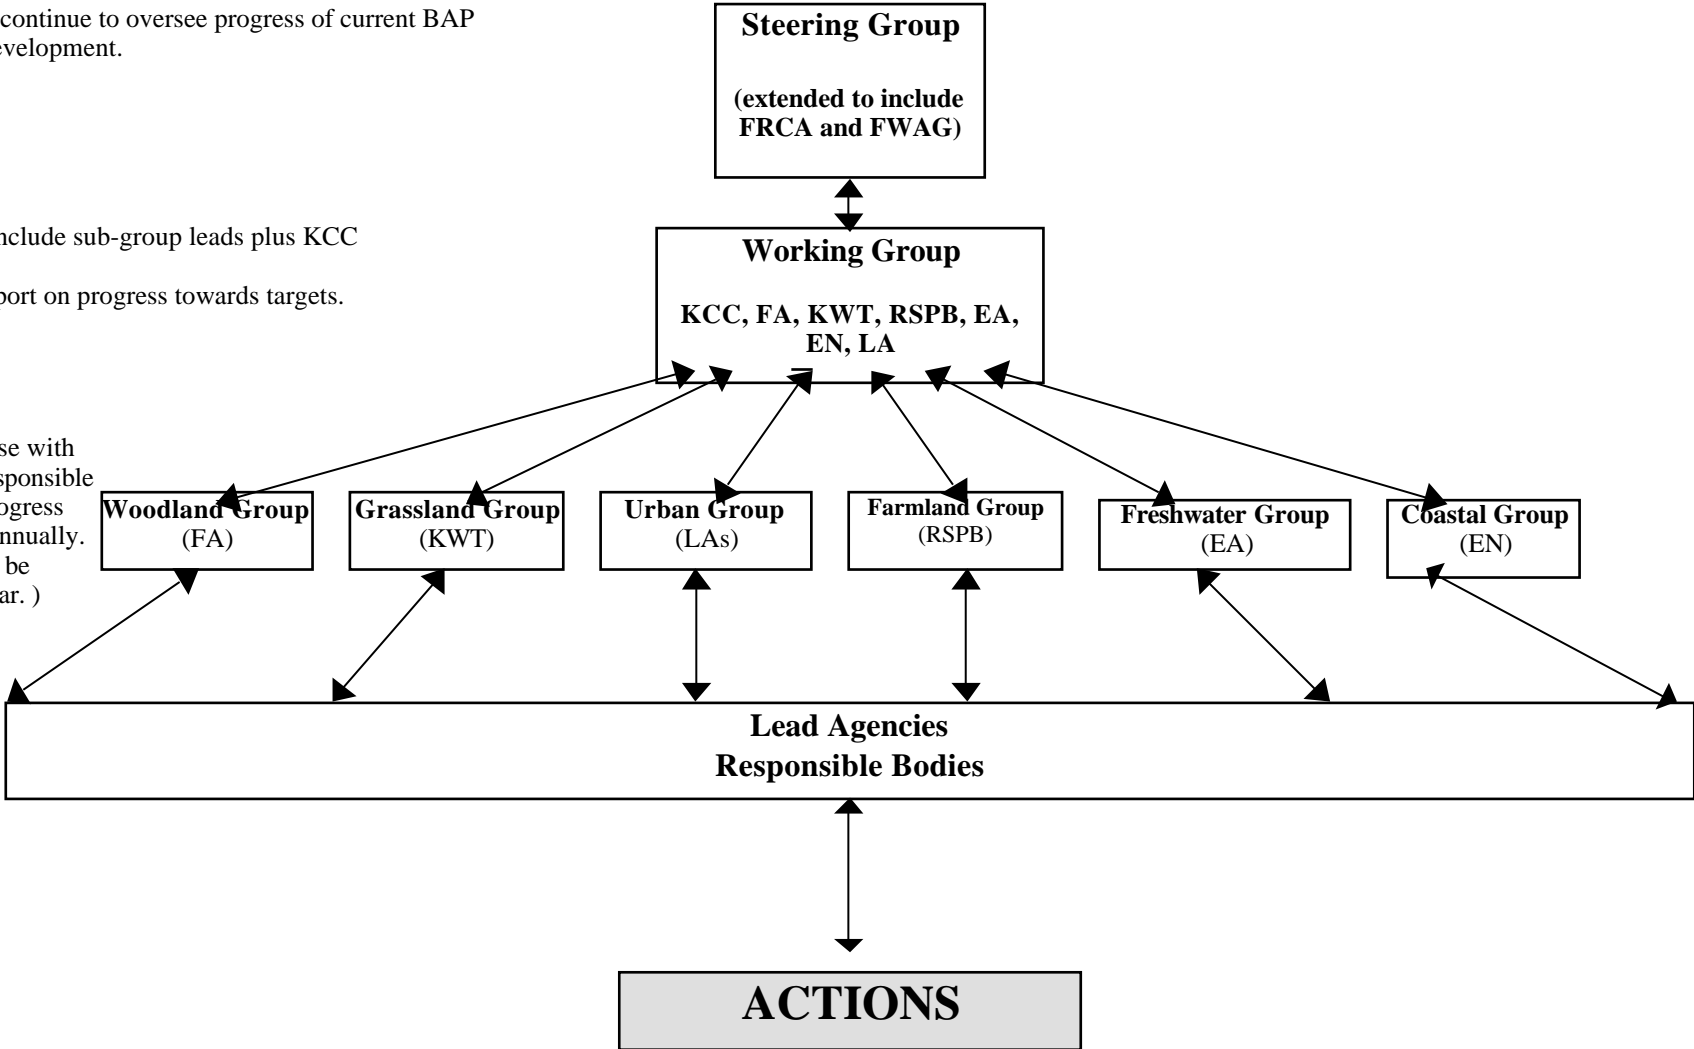 continue to oversee progress of current BAP
evelopment.
Steering Group
(extended to include
FRCA and FWAG)
nclude sub-group leads plus KCC
port on progress towards targets.
Working Group
KCC, FA, KWT, RSPB, EA,
EN, LA
se with
sponsible
ogress
nnually.
be
ar. )
Woodland Group
(FA)
Grassland Group
(KWT)
Urban Group
(LAs)
Farmland Group
(RSPB)
Freshwater Group
(EA)
Coastal Group
(EN)
Lead Agencies
Responsible Bodies
ACTIONS